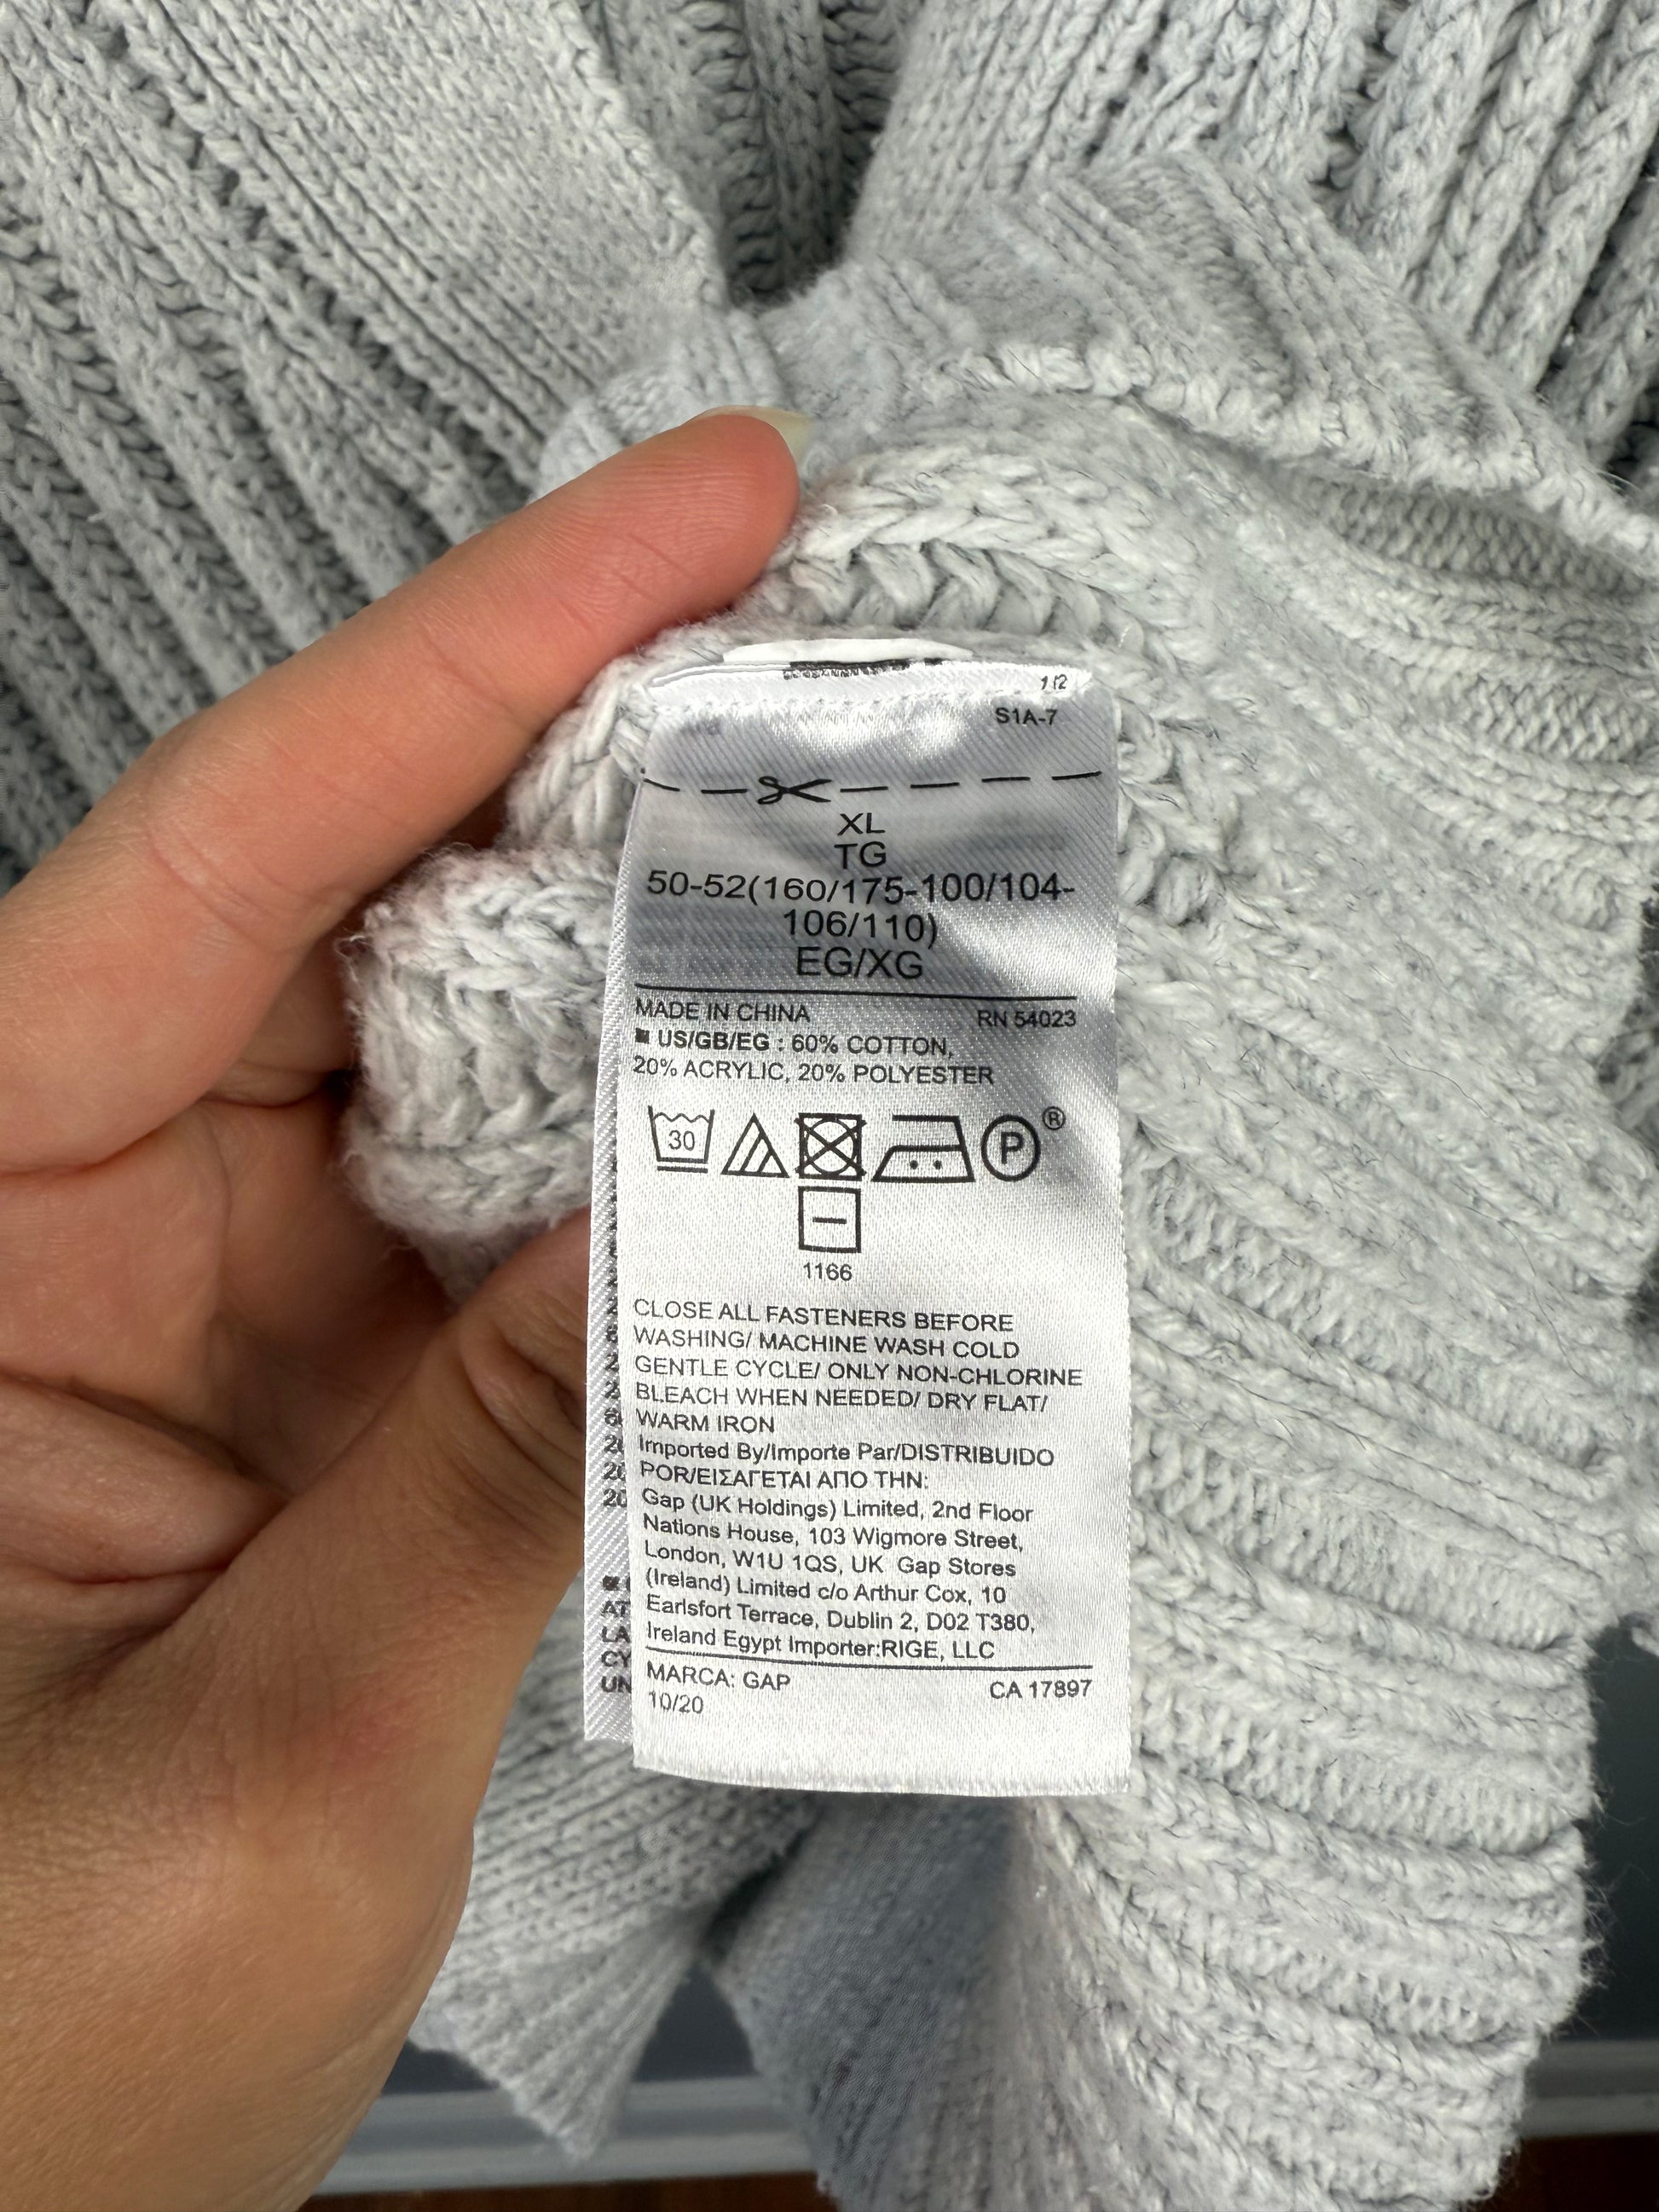 1/2
S1A-7
XL
TG
50-52(160/175-100/104-
106/110)
EG/XG
MADE IN CHINA RN 54023
US/GB/EG : 60% COTTON,
20% ACRYLIC, 20% POLYESTER
30 P ®
1166
CLOSE ALL FASTENERS BEFORE
WASHING/ MACHINE WASH COLD
GENTLE CYCLE/ ONLY NON-CHLORINE
BLEACH WHEN NEEDED/ DRY FLAT/
WARM IRON
Imported By/Importe Par/DISTRIBUIDO
POR/ΕΙΣΑΓΕΤΑΙ ΑΠΟ ΤΗΝ:
Gap (UK Holdings) Limited, 2nd Floor
Nations House, 103 Wigmore Street,
London, W1U 1QS, UK Gap Stores
(Ireland) Limited c/o Arthur Cox, 10
Earlsfort Terrace, Dublin 2, D02 T380,
Ireland Egypt Importer:RIGE, LLC
MARCA: GAP CA 17897
10/20